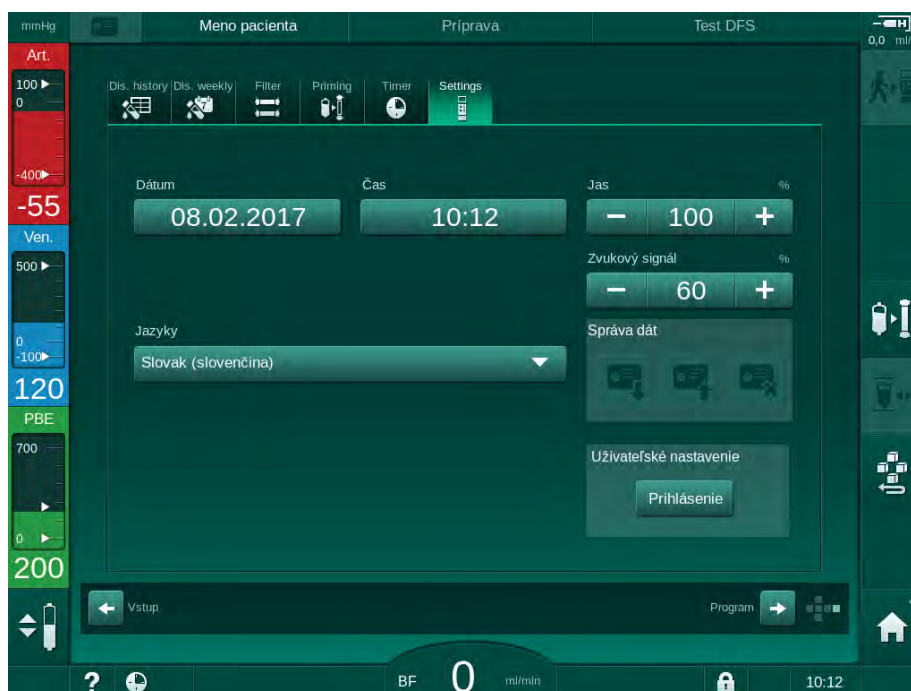 mmHg
Meno pacienta
Príprava
Test DFS
0,0 ml/
Art.
100
0
-400
-55
Ven.
500
0
-100
120
PBE
700
0
200
Dis. history
Dis. weekly
Filter
Priming
Timer
Settings
Dátum
Čas
Jas %
08.02.2017
10:12
− 100 +
Zvukový signál %
− 60 +
Jazyky
Slovak (slovenčina)
Správa dát
Užívateľské nastavenie
Prihlásenie
Vstup
Program
?
BF 0 ml/min
10:12